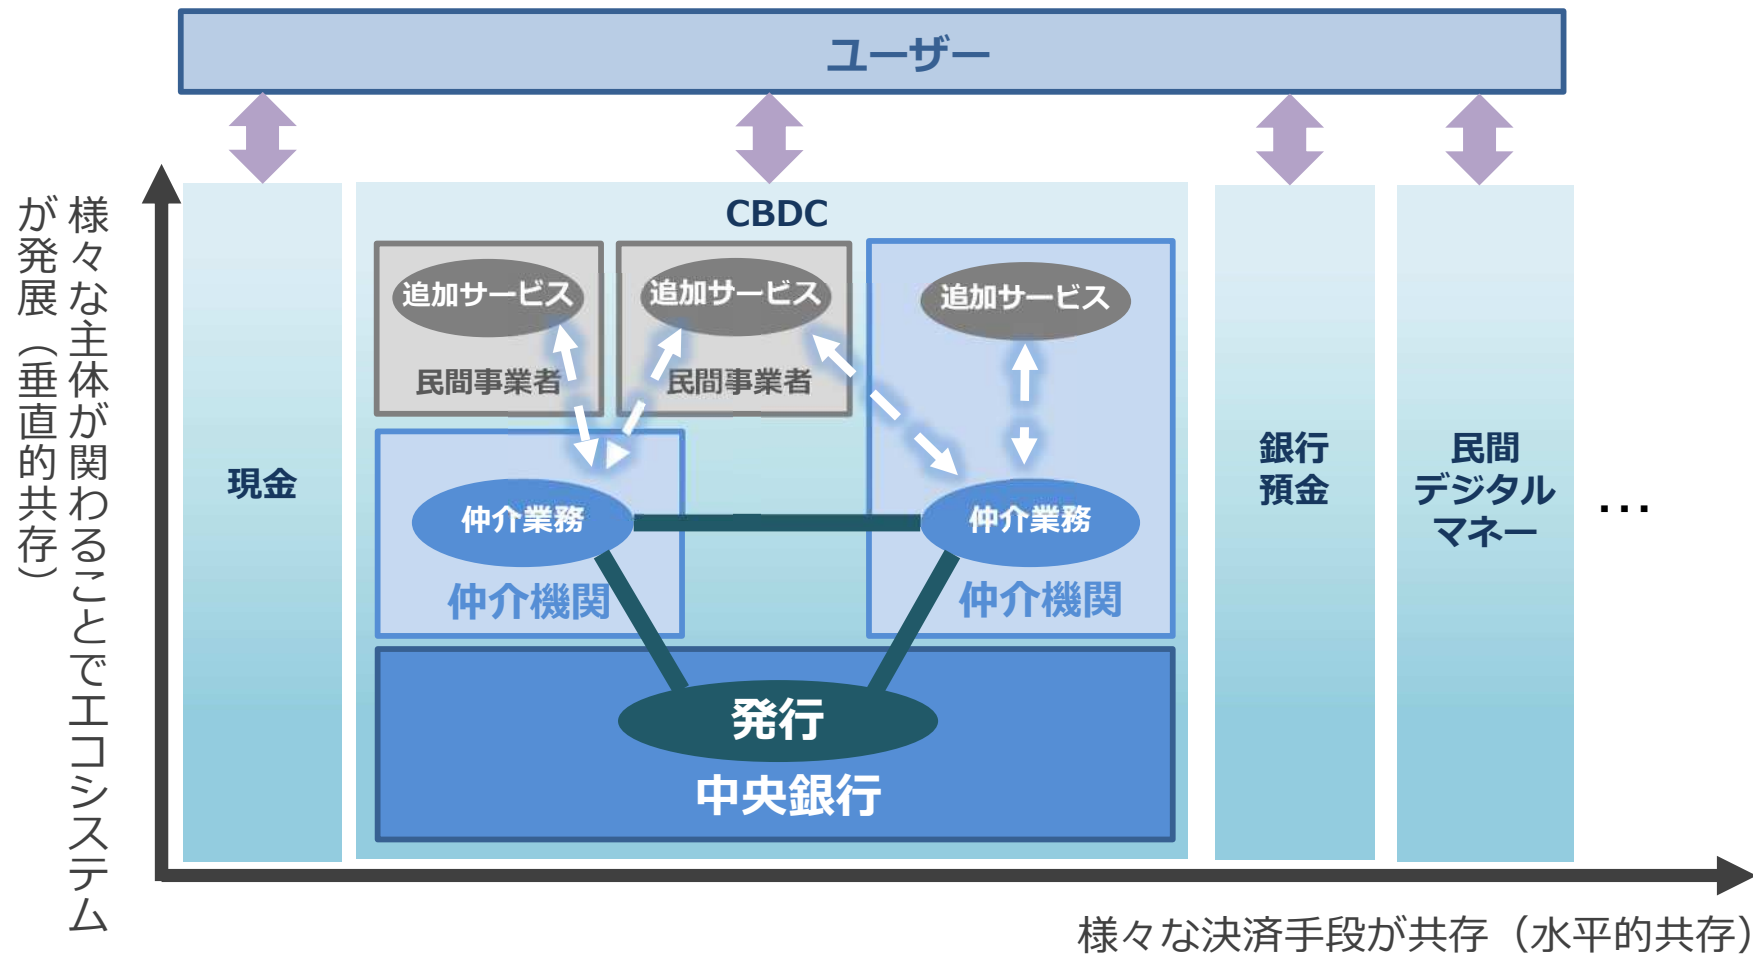 ユーザー
様々な主体が関わることでエコシステム
が発展（垂直的共存）
現金
CBDC
追加サービス
民間事業者
追加サービス
民間事業者
追加サービス
仲介業務
仲介機関
仲介業務
仲介機関
発行
中央銀行
銀行
預金
民間
デジタル
マネー
...
様々な決済手段が共存（水平的共存）